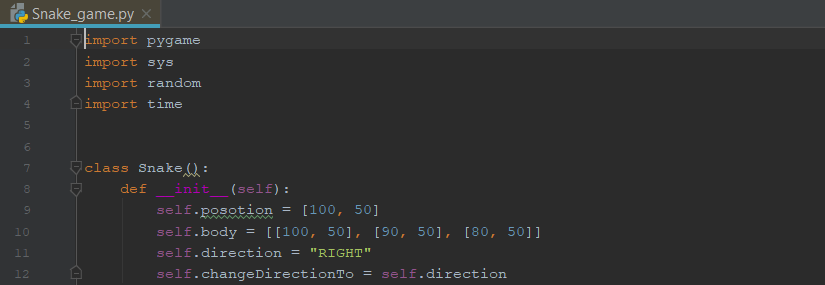 Snake_game.py
1 import pygame
2 import sys
3 import random
4 import time
5
6
7 class Snake():
8 def __init__(self):
9 self.posotion = [100, 50]
10 self.body = [[100, 50], [90, 50], [80, 50]]
11 self.direction = "RIGHT"
12 self.changeDirectionTo = self.direction